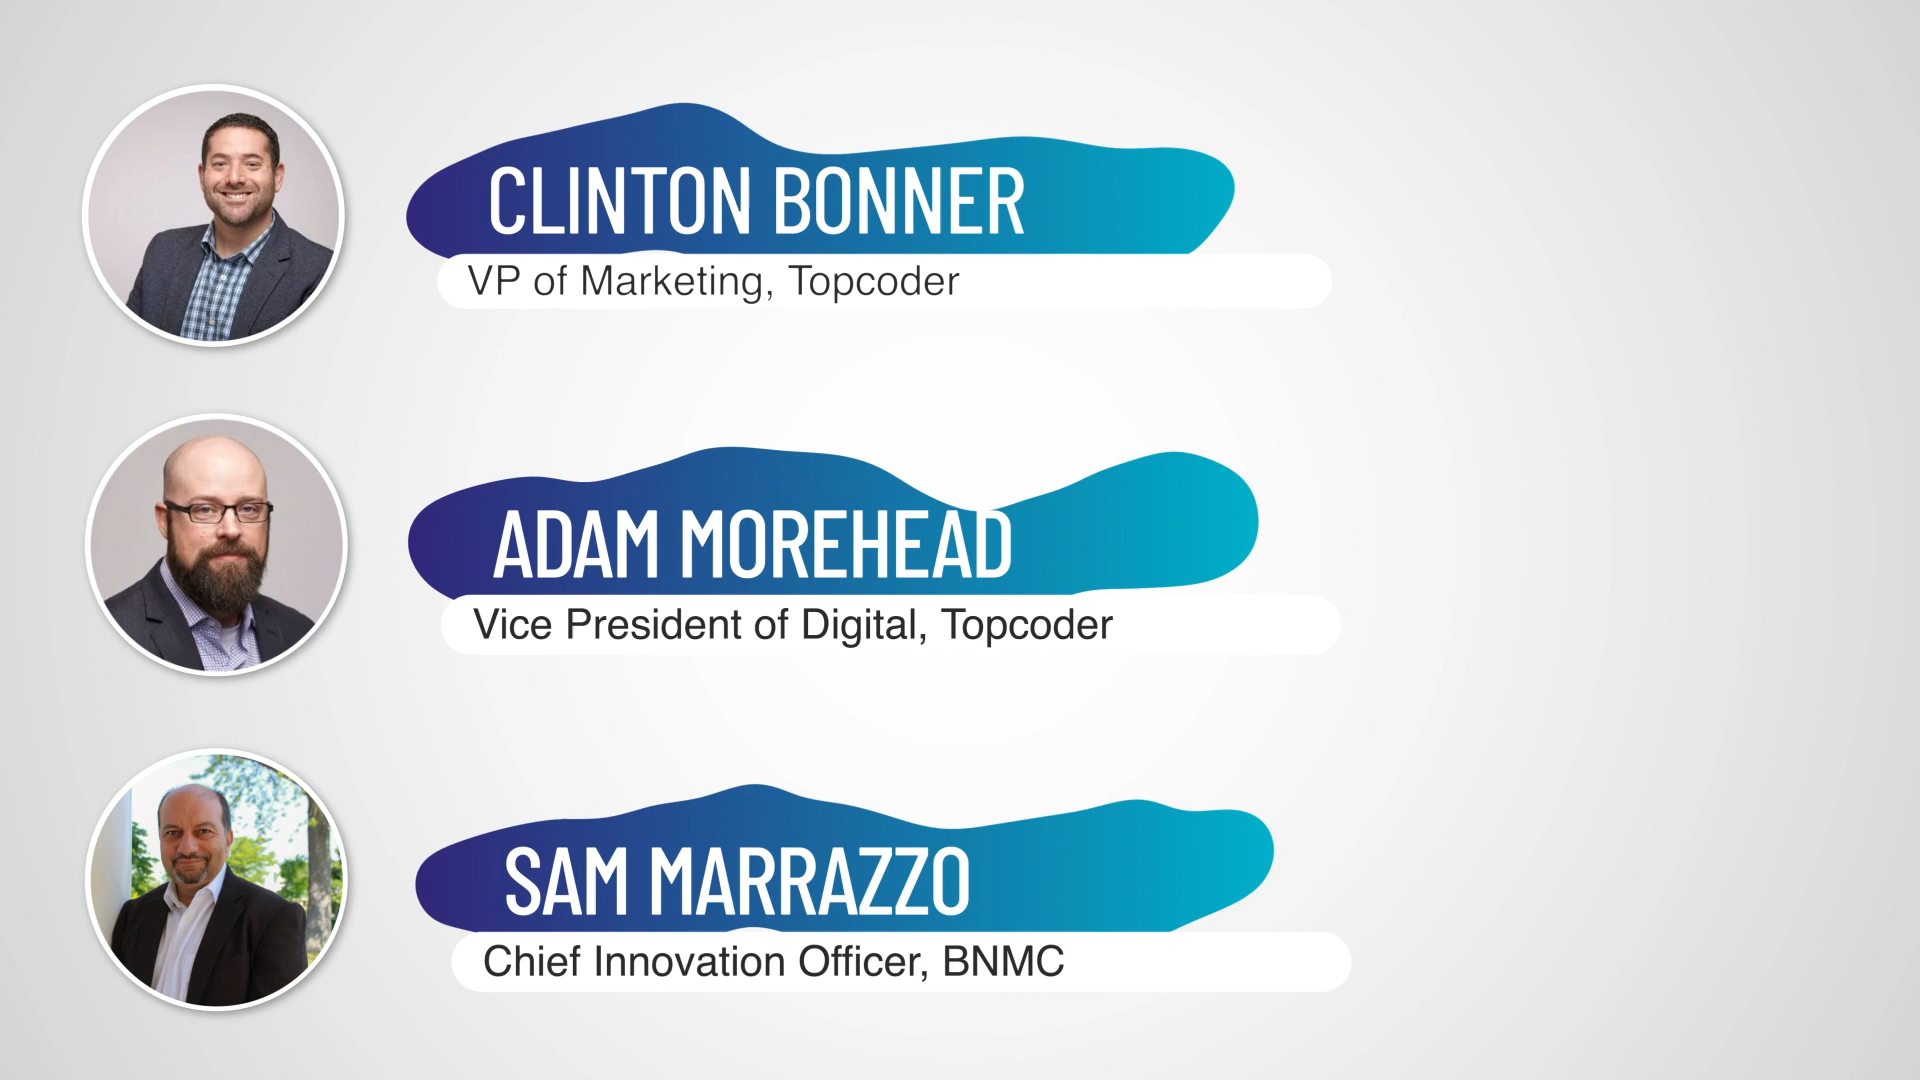 CLINTON BONNER
VP of Marketing, Topcoder
ADAM MOREHEAD
Vice President of Digital, Topcoder
SAM MARRAZZO
Chief Innovation Officer, BNMC